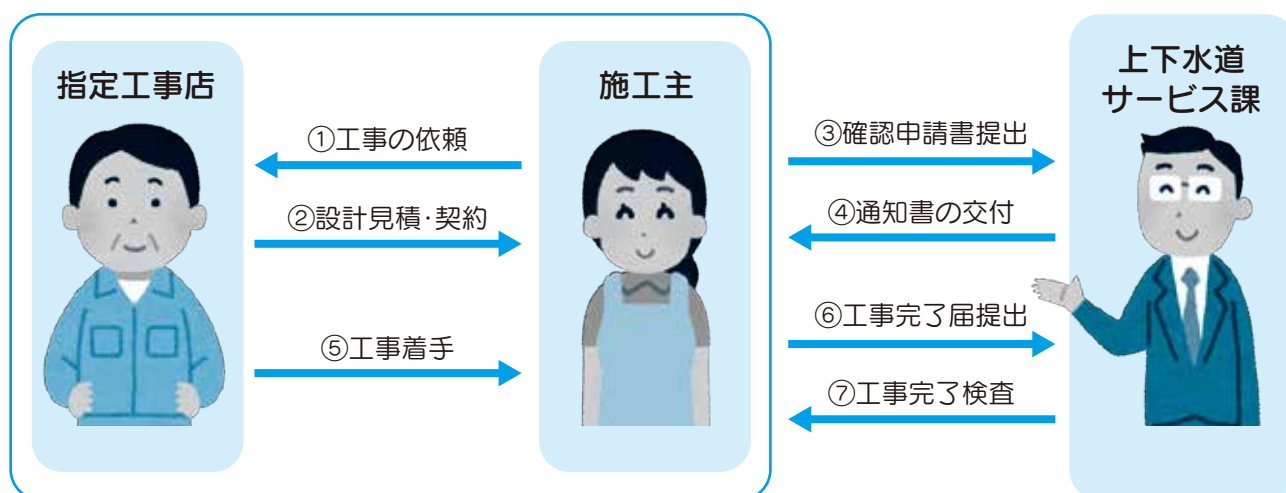 指定工事店
施工主
上下水道
サービス課
①工事の依頼
②設計見積・契約
③確認申請書提出
④通知書の交付
⑤工事着手
⑥工事完了届提出
⑦工事完了検査